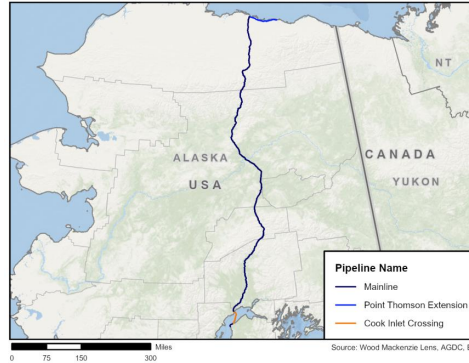 NT
ALASKA
CANADA
USA
YUKON
Pipeline Name
Mainline
Point Thomson Extension
Cook Inlet Crossing
Miles
0 75 150 300
Source: Wood Mackenzie Lens, AGDC, E